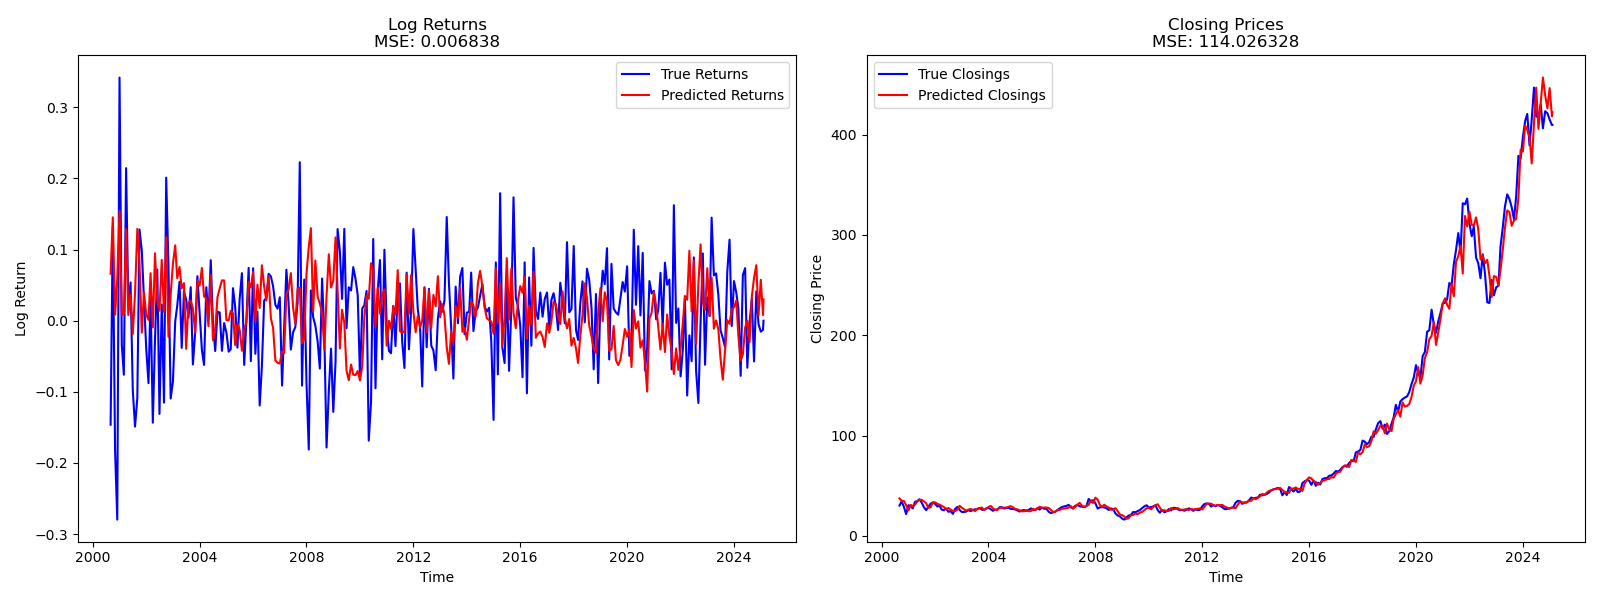 Log Returns
MSE: 0.006838
True Returns
Predicted Returns
Log Return
0.3
0.2
0.1
0.0
−0.1
−0.2
−0.3
2000
2004
2008
2012
2016
2020
2024
Time
Closing Prices
MSE: 114.026328
True Closings
Predicted Closings
Closing Price
400
300
200
100
0
2000
2004
2008
2012
2016
2020
2024
Time